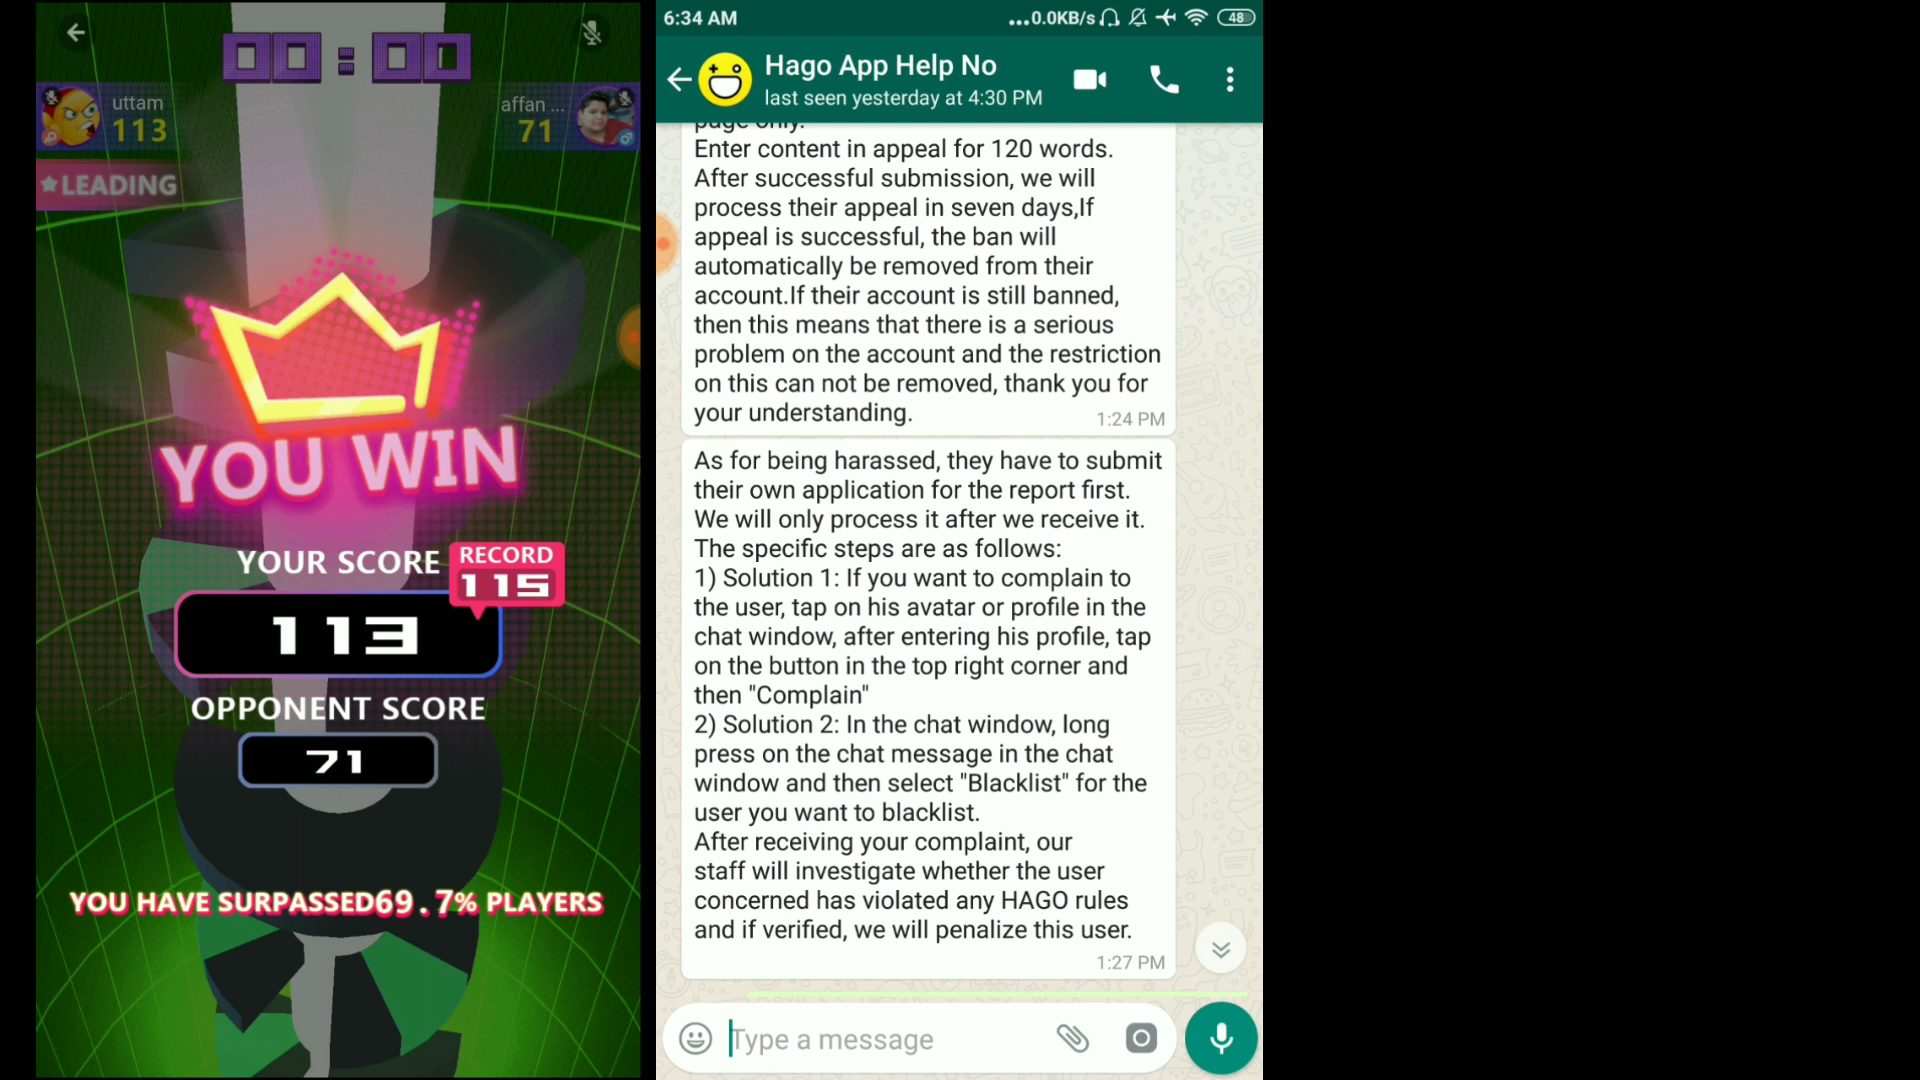 00:00
uttam
113
affan ...
71
LEADING
YOU WIN
YOUR SCORE
RECORD
115
113
OPPONENT SCORE
71
YOU HAVE SURPASSED69.7% PLAYERS
6:34 AM
...0.0KB/s
48
Hago App Help No
last seen yesterday at 4:30 PM
page only.
Enter content in appeal for 120 words.
After successful submission, we will
process their appeal in seven days,If
appeal is successful, the ban will
automatically be removed from their
account.If their account is still banned,
then this means that there is a serious
problem on the account and the restriction
on this can not be removed, thank you for
your understanding.
1:24 PM
As for being harassed, they have to submit
their own application for the report first.
We will only process it after we receive it.
The specific steps are as follows:
1) Solution 1: If you want to complain to
the user, tap on his avatar or profile in the
chat window, after entering his profile, tap
on the button in the top right corner and
then "Complain"
2) Solution 2: In the chat window, long
press on the chat message in the chat
window and then select "Blacklist" for the
user you want to blacklist.
After receiving your complaint, our
staff will investigate whether the user
concerned has violated any HAGO rules
and if verified, we will penalize this user.
1:27 PM
Type a message